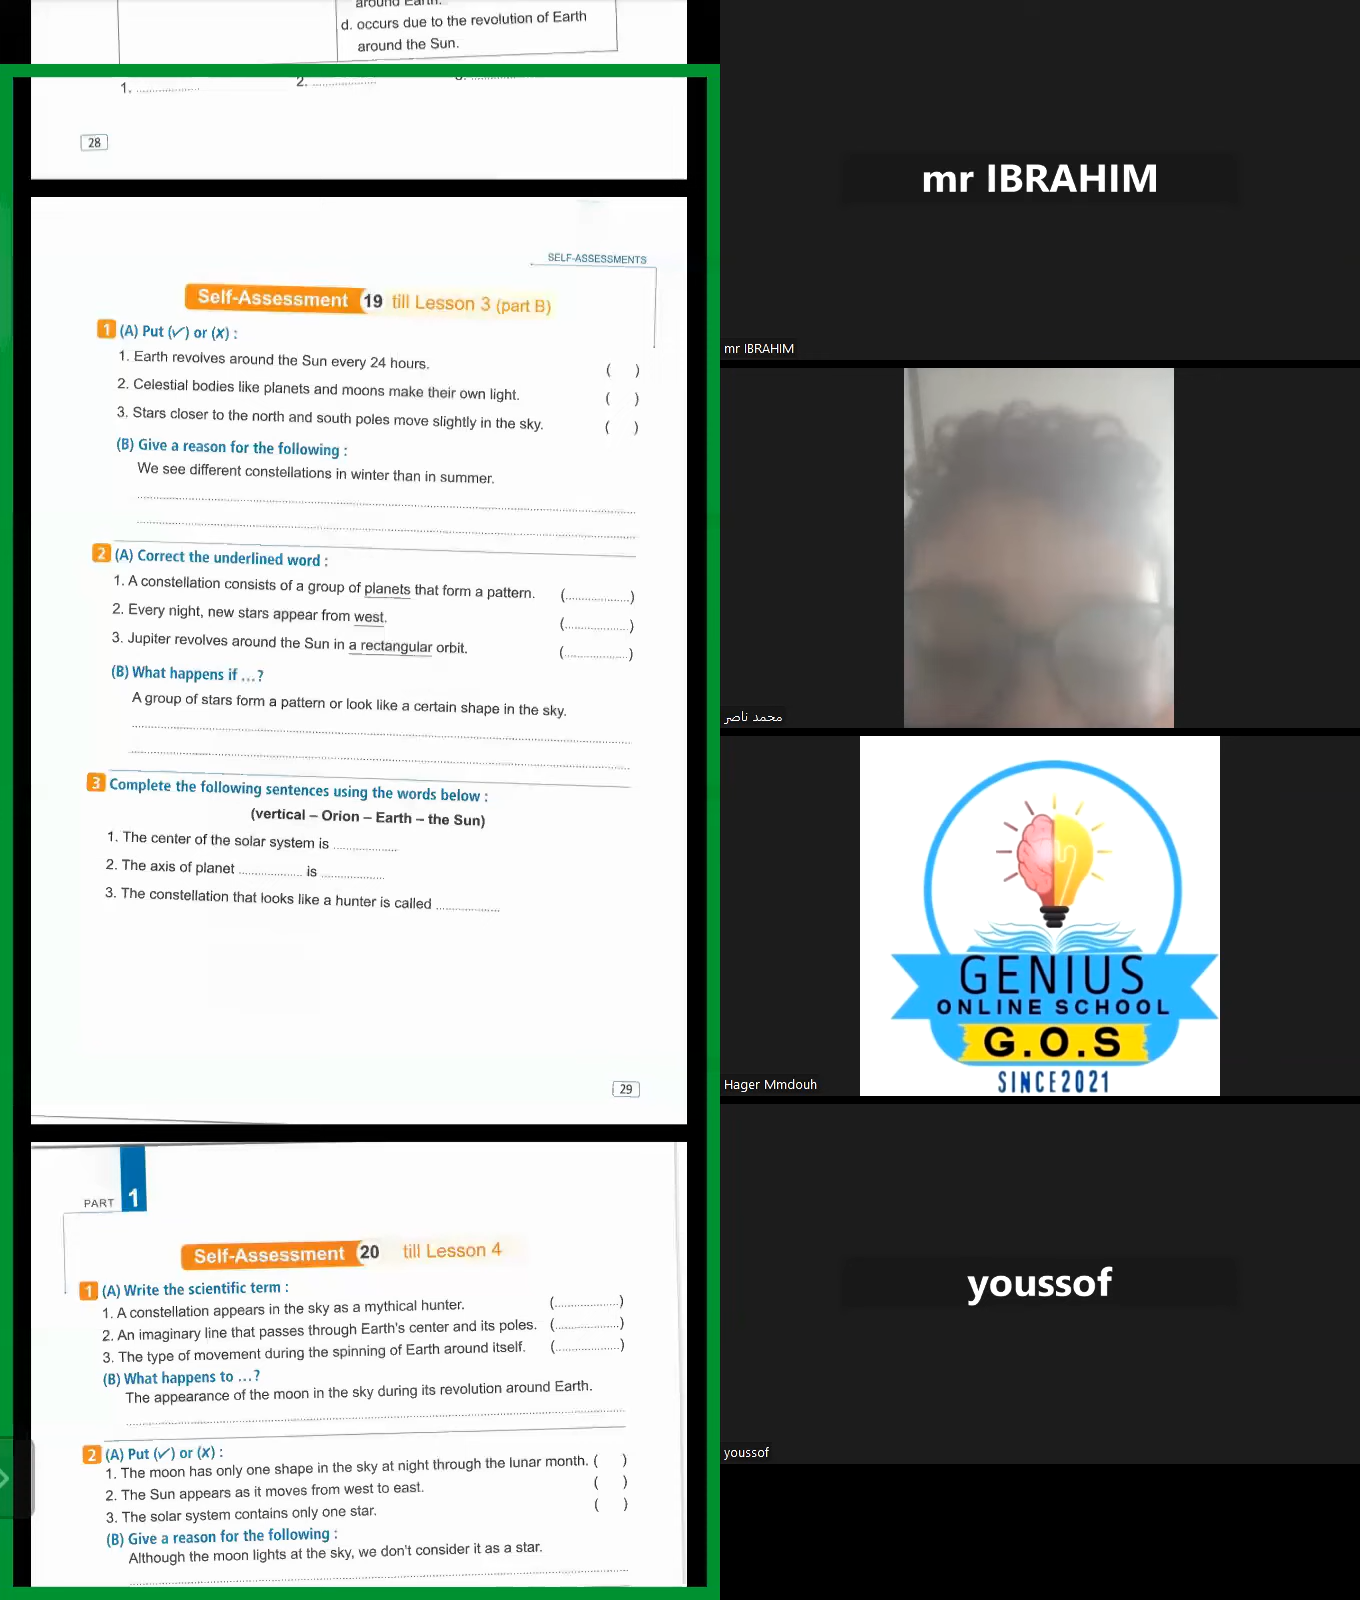 around Earth.
d. occurs due to the revolution of Earth
around the Sun.
1. ....................
2. ....................
28
SELF-ASSESSMENTS
Self-Assessment 19 till Lesson 3 (part B)
1 (A) Put (✓) or (x) :
1. Earth revolves around the Sun every 24 hours. ( )
2. Celestial bodies like planets and moons make their own light. ( )
3. Stars closer to the north and south poles move slightly in the sky. ( )
(B) Give a reason for the following :
We see different constellations in winter than in summer.
2 (A) Correct the underlined word :
1. A constellation consists of a group of planets that form a pattern. (..................)
2. Every night, new stars appear from west. (..................)
3. Jupiter revolves around the Sun in a rectangular orbit. (..................)
(B) What happens if ...?
A group of stars form a pattern or look like a certain shape in the sky.
3 Complete the following sentences using the words below :
(vertical – Orion – Earth – the Sun)
1. The center of the solar system is ..................
2. The axis of planet .................. is ..................
3. The constellation that looks like a hunter is called ..................
29
PART 1
Self-Assessment 20 till Lesson 4
1 (A) Write the scientific term :
1. A constellation appears in the sky as a mythical hunter. (..................)
2. An imaginary line that passes through Earth's center and its poles. (..................)
3. The type of movement during the spinning of Earth around itself. (..................)
(B) What happens to ...?
The appearance of the moon in the sky during its revolution around Earth.
2 (A) Put (✓) or (x) :
1. The moon has only one shape in the sky at night through the lunar month. ( )
2. The Sun appears as it moves from west to east. ( )
3. The solar system contains only one star. ( )
(B) Give a reason for the following :
Although the moon lights at the sky, we don't consider it as a star.
mr IBRAHIM
mr IBRAHIM
محمد ناصر
GENIUS
ONLINE SCHOOL
G.O.S
SINCE2021
Hager Mmdouh
youssof
youssof